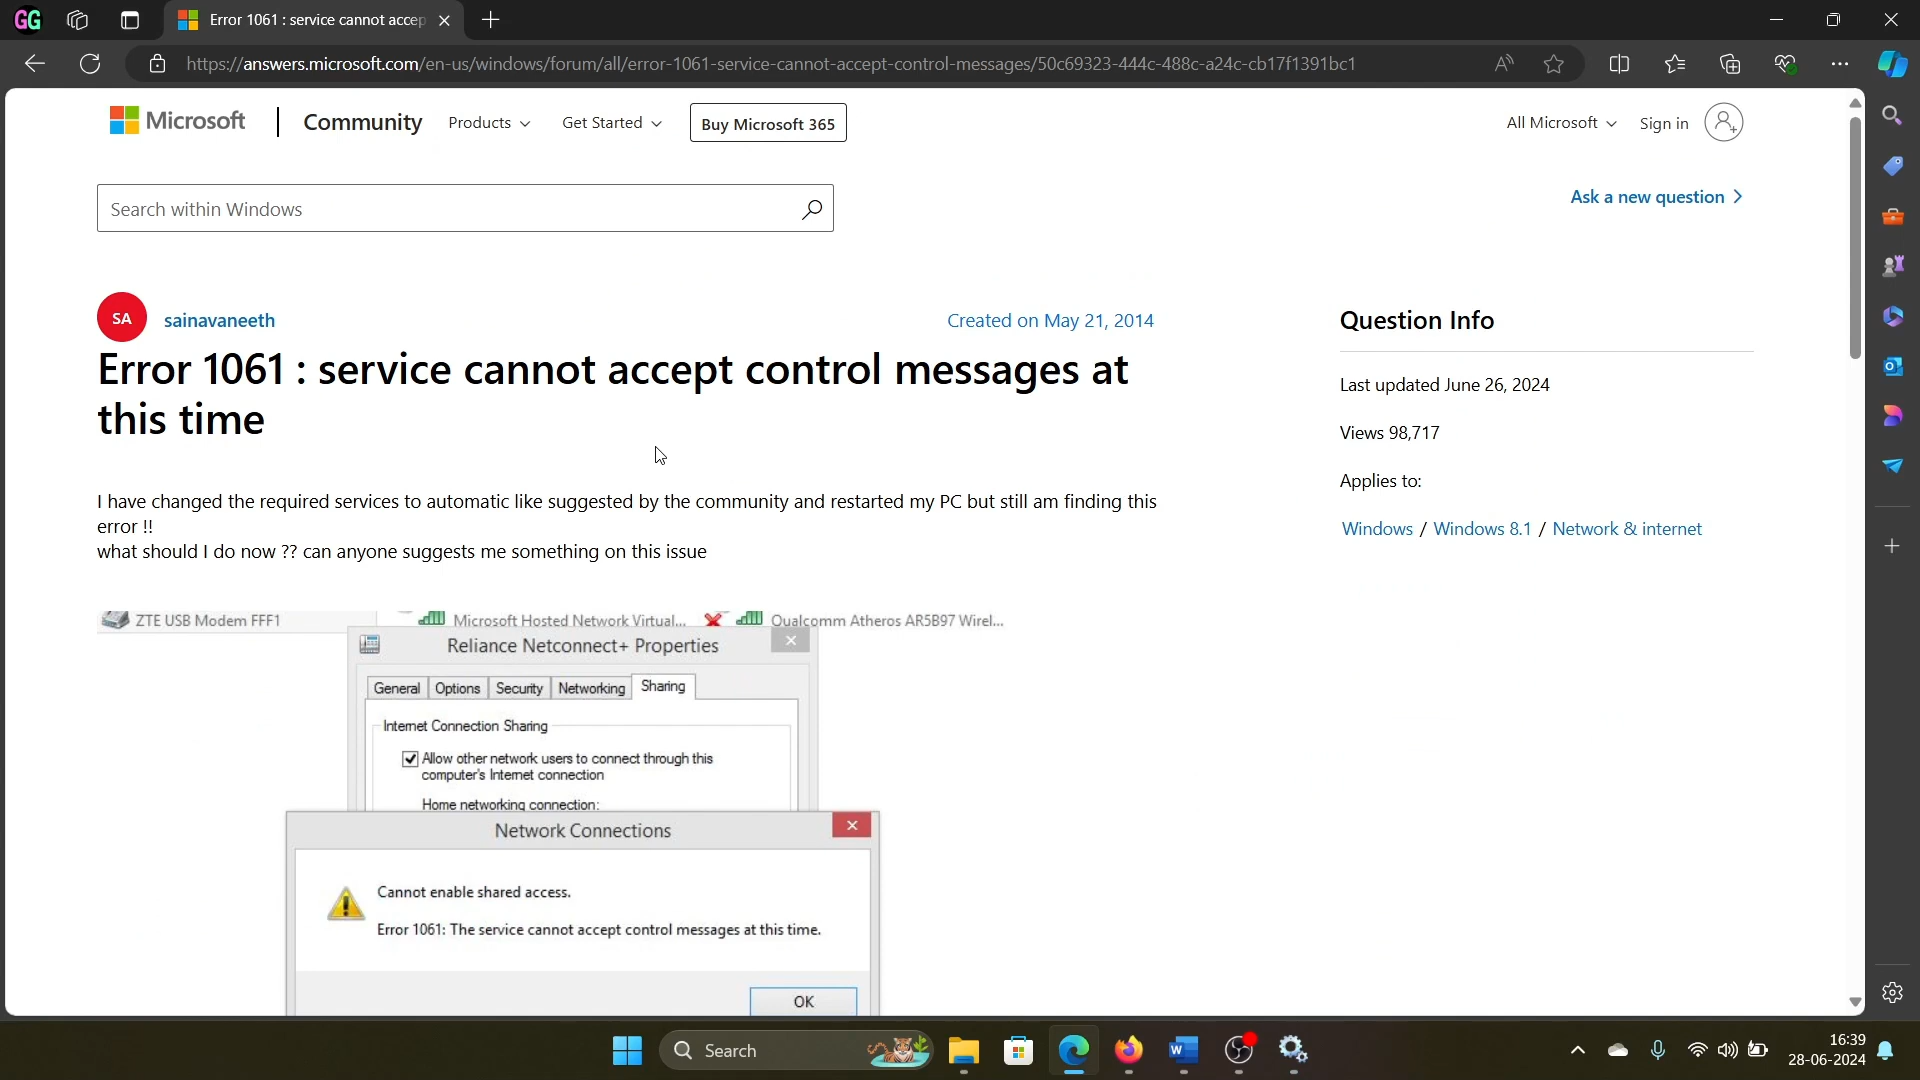 GG
Error 1061 : service cannot accep
https://answers.microsoft.com/en-us/windows/forum/all/error-1061-service-cannot-accept-control-messages/50c69323-444c-488c-a24c-cb17f1391bc1
Microsoft
Community
Products
Get Started
Buy Microsoft 365
All Microsoft
Sign in
Search within Windows
Ask a new question
SA
sainavaneeth
Created on May 21, 2014
Error 1061 : service cannot accept control messages at
this time
I have changed the required services to automatic like suggested by the community and restarted my PC but still am finding this
error !!
what should I do now ?? can anyone suggests me something on this issue
Question Info
Last updated June 26, 2024
Views 98,717
Applies to:
Windows / Windows 8.1 / Network & internet
ZTE USB Modem FFF1
Microsoft Hosted Network Virtual...
Qualcomm Atheros AR5B97 Wirel...
Reliance Netconnect+ Properties
General
Options
Security
Networking
Sharing
Internet Connection Sharing
Allow other network users to connect through this
computer's Internet connection
Home networking connection:
Network Connections
Cannot enable shared access.
Error 1061: The service cannot accept control messages at this time.
OK
Search
16:39
28-06-2024